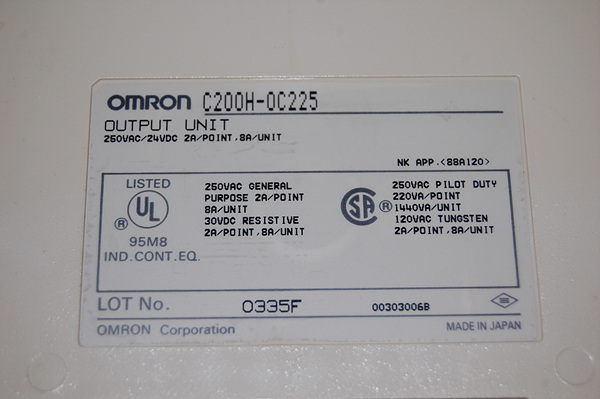 OMRON C200H-OC225
OUTPUT UNIT
250VAC/24VDC 2A/POINT,8A/UNIT
NK APP.<88A120>
LISTED
UL ®
95M8
IND.CONT.EQ.
250VAC GENERAL
PURPOSE 2A/POINT
8A/UNIT
30VDC RESISTIVE
2A/POINT,8A/UNIT
SA ®
250VAC PILOT DUTY
220VA/POINT
1440VA/UNIT
120VAC TUNGSTEN
2A/POINT,8A/UNIT
LOT No. 0335F 00303006B
OMRON Corporation MADE IN JAPAN